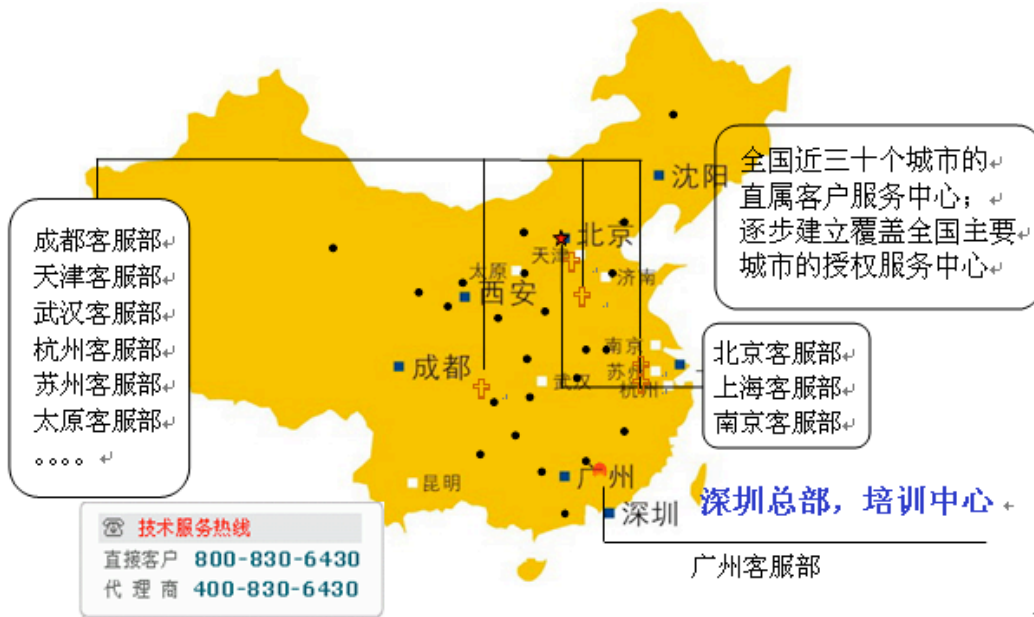 全国近三十个城市的
直属客户服务中心；
逐步建立覆盖全国主要
城市的授权服务中心
沈阳
北京
天津
太原
济南
西安
成都客服部
天津客服部
武汉客服部
杭州客服部
苏州客服部
太原客服部
。。。。
南京
苏州
杭州
成都
武汉
北京客服部
上海客服部
南京客服部
昆明
广州
深圳
深圳总部，培训中心
广州客服部
技术服务热线
直接客户 800-830-6430
代理商 400-830-6430